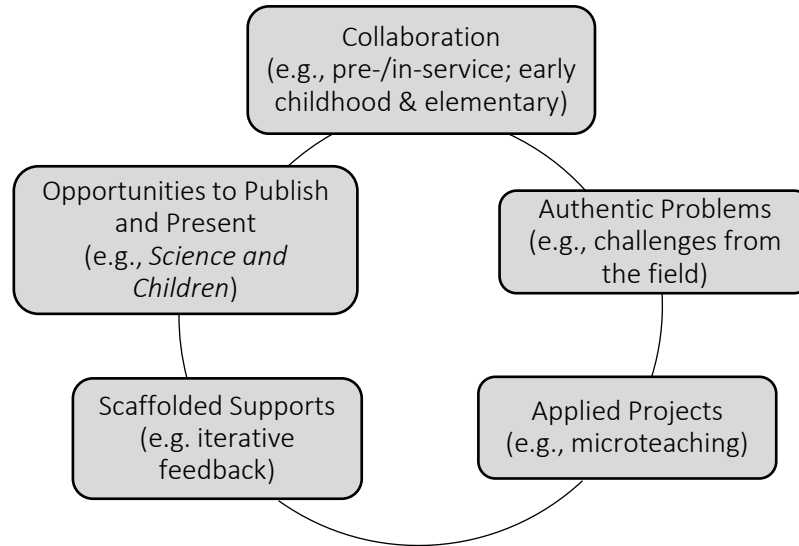 Collaboration
(e.g., pre-/in-service; early
childhood & elementary)
Authentic Problems
(e.g., challenges from
the field)
Applied Projects
(e.g., microteaching)
Scaffolded Supports
(e.g. iterative
feedback)
Opportunities to Publish
and Present
(e.g., Science and
Children)